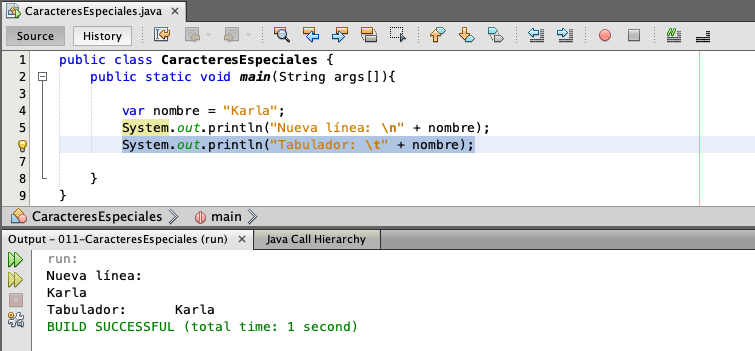 CaracteresEspeciales.java ×
Source History
1 public class CaracteresEspeciales {
2 public static void main(String args[]){
3
4 var nombre = "Karla";
5 System.out.println("Nueva línea: \n" + nombre);
System.out.println("Tabulador: \t" + nombre);
7
8 }
9 }
CaracteresEspeciales main
Output - 011-CaracteresEspeciales (run) × Java Call Hierarchy
run:
Nueva línea:
Karla
Tabulador: Karla
BUILD SUCCESSFUL (total time: 1 second)